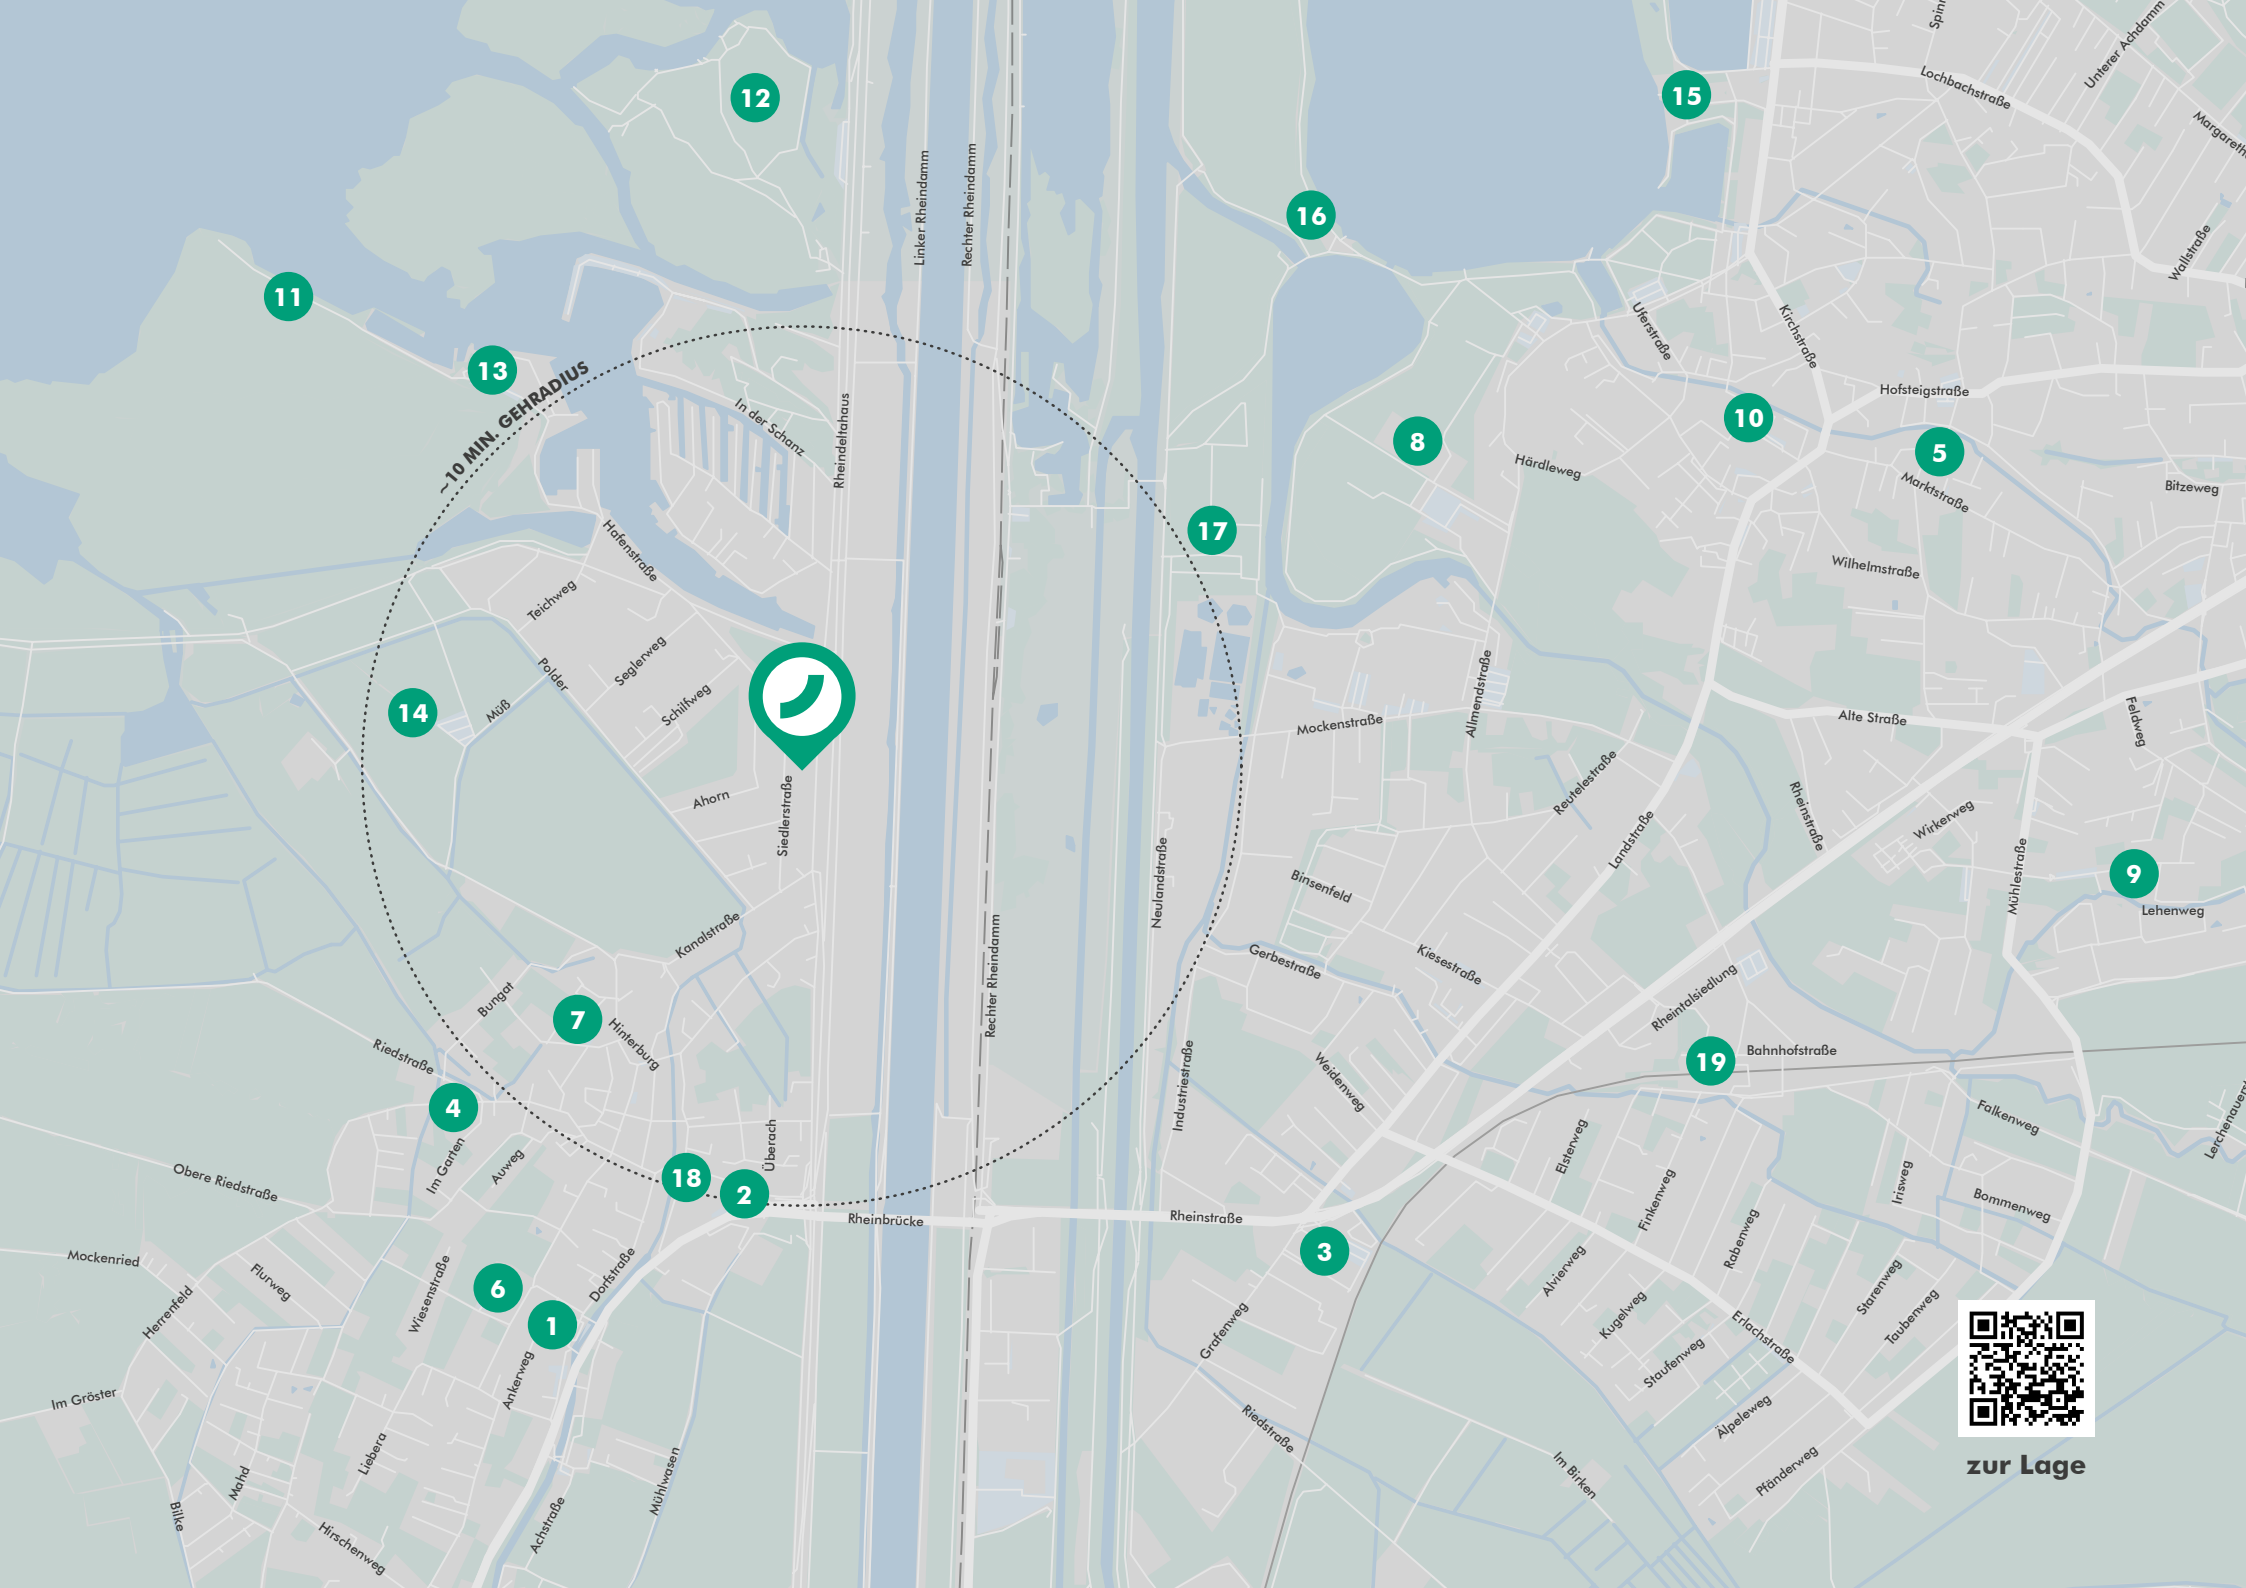 Spinn
Unterer Achdamm
Lochbachstraße
12
15
Margareth
Linker Rheindamm
Rechter Rheindamm
16
Wallstraße
11
Uferstraße
Kirchstraße
13
~10 MIN. GEHRADIUS
In der Schanz
Rheindeltahaus
Hofsteigstraße
10
8
5
Härdleweg
Marktstraße
Bitzeweg
17
Hafenstraße
Wilhelmstraße
Teichweg
Seglerweg
Polder
Schilfweg
14
Müß
Allmendstraße
Mockenstraße
Alte Straße
Feldweg
Ahorn
Siedlerstraße
Reutelestraße
Rheinstraße
Wirkerweg
Landstraße
Neulandstraße
Binsenfeld
Mühlestraße
9
Lehenweg
Kanalstraße
Rechter Rheindamm
Gerbestraße
Kiesestraße
Rheintalsiedlung
Bungat
7
Hinterburg
Riedstraße
19
Bahnhofstraße
Weidenweg
Industriestraße
4
Falkenweg
Lerchenauers
Elsterweg
Überach
Im Garten
Auweg
Obere Riedstraße
18
2
Finkenweg
Irisweg
Bommenweg
Rheinbrücke
Rheinstraße
Rabenweg
3
Mockenried
Flurweg
Wiesenstraße
6
Dorfstraße
Alvierweg
Starenweg
Herrenfeld
1
Grafenweg
Kugelweg
Taubenweg
Erlachstraße
Staufenweg
Ankerweg
Im Gröster
Riedstraße
Älpeleweg
Liebera
Mahd
Mühlwasen
Im Birken
Pfänderweg
zur Lage
Bilke
Achstraße
Hirschenweg